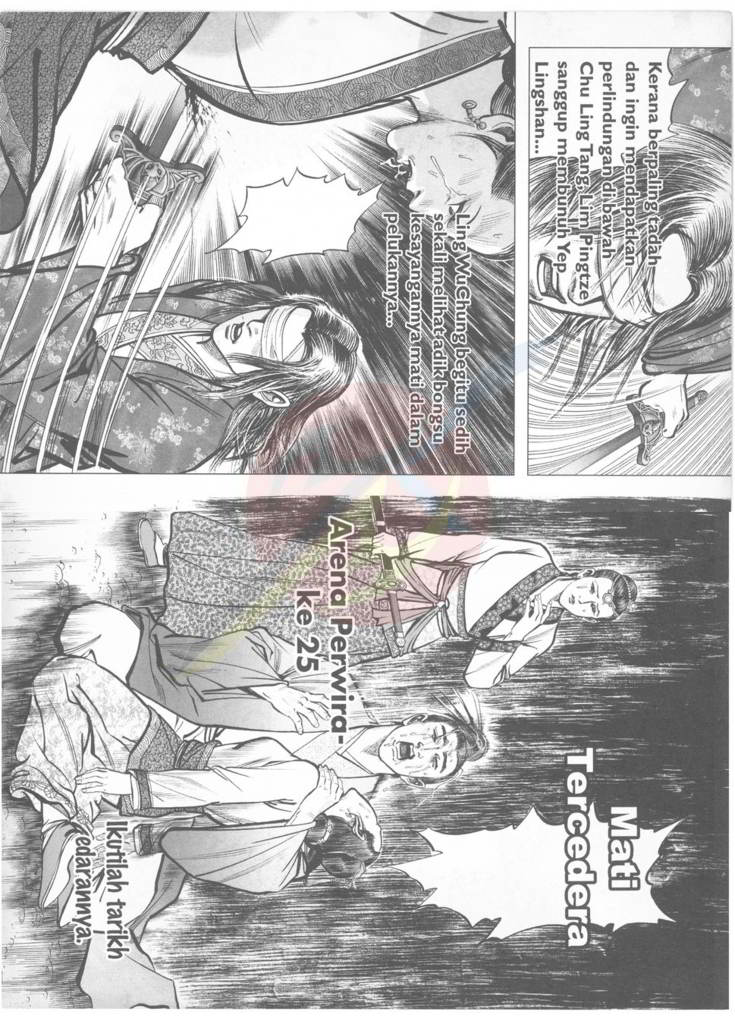 Kerana berpaling tadah
dan ingin mendapatkan
perlindungan di bawah
Chu Ling Tang, Lim Pingtze
sanggup membunuh Yep
Lingshan....
Ling WuChung begitu sedih
sekali melihat adik bongsu
kesayangannya mati dalam
pelukannya....
Mati
Tercedera
Arena Perwira-
ke 25
Ikutilah tarikh
edarannya.